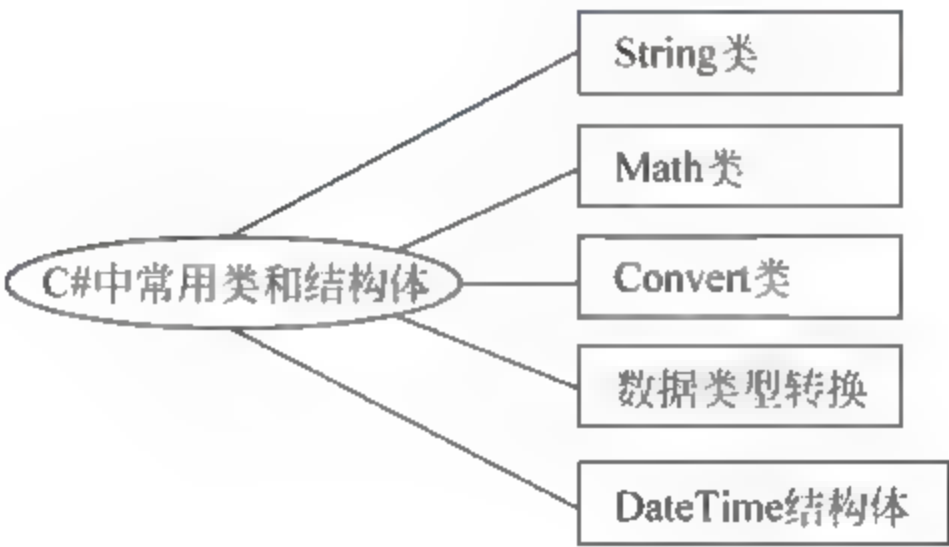 String类
Math类
C#中常用类和结构体
Convert类
数据类型转换
DateTime结构体